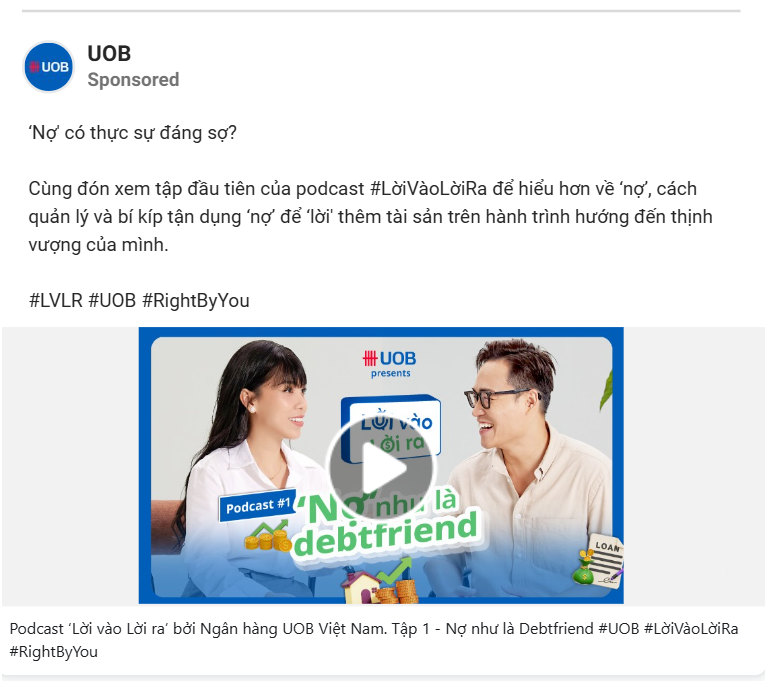 UOB
UOB
Sponsored
‘Nợ' có thực sự đáng sợ?
Cùng đón xem tập đầu tiên của podcast #LờiVàoLờiRa để hiểu hơn về ‘nợ’, cách
quản lý và bí kíp tận dụng ‘nợ’ để ‘lời' thêm tài sản trên hành trình hướng đến thịnh
vượng của mình.
#LVLR #UOB #RightByYou
UOB
presents
Lời vào
Lời ra
Podcast #1
‘Nợ’ như là
debtfriend
LOAN
Podcast ‘Lời vào Lời ra’ bởi Ngân hàng UOB Việt Nam. Tập 1 - Nợ như là Debtfriend #UOB #LờiVàoLờiRa
#RightByYou